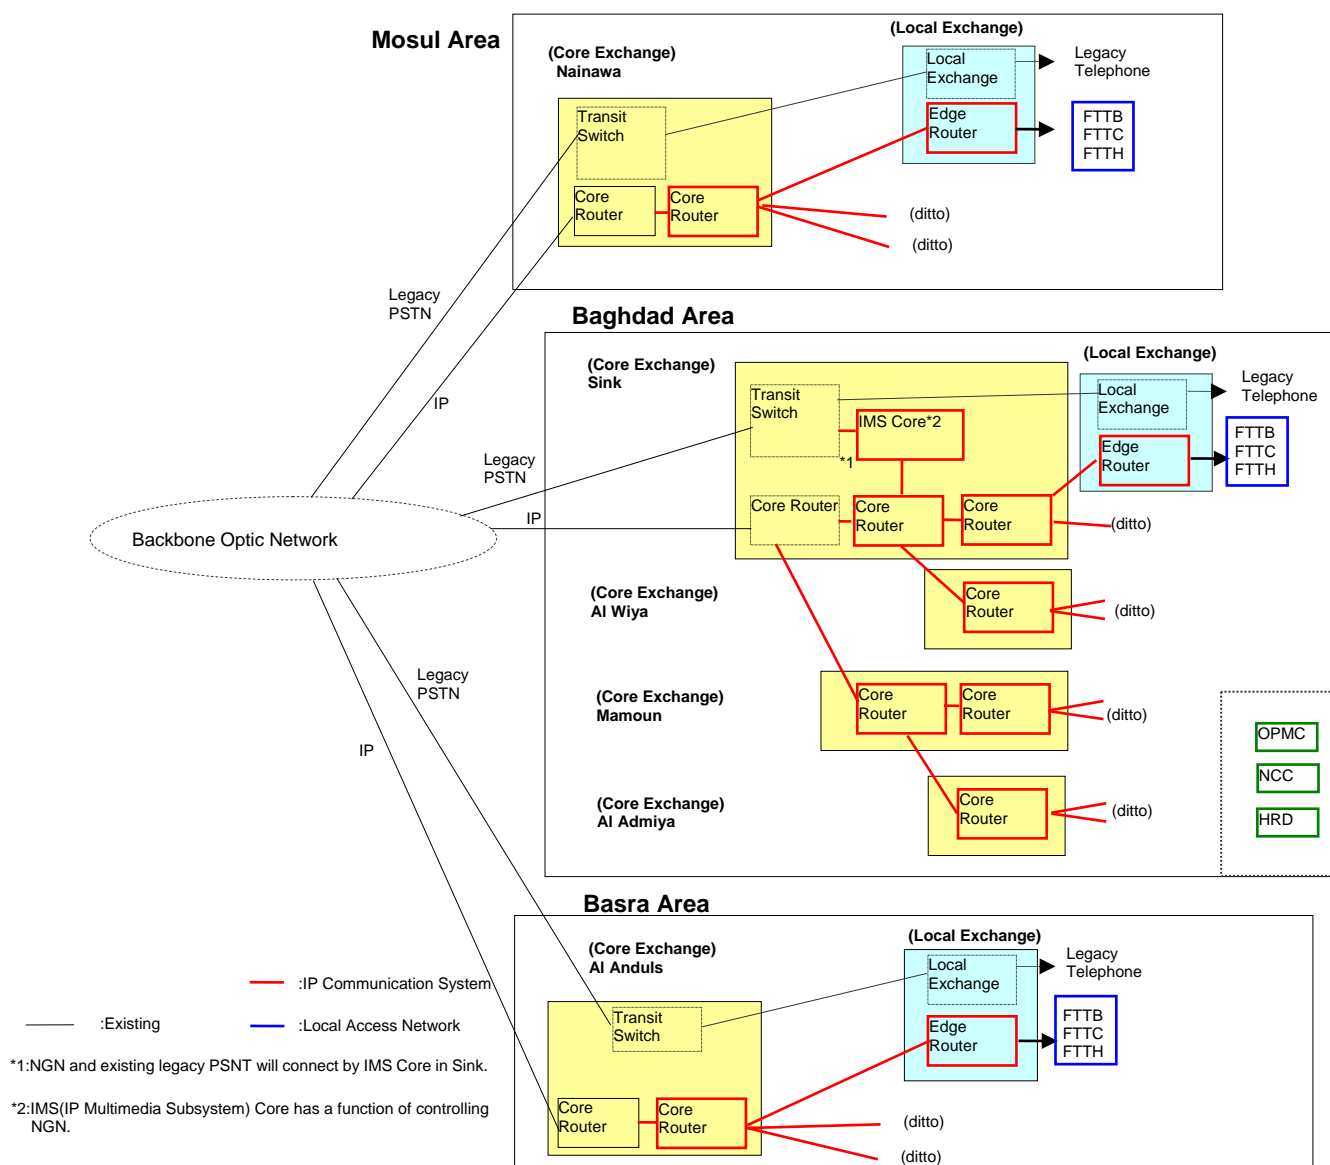 Mosul Area
(Core Exchange)
Nainawa
(Local Exchange)
Transit
Switch
Core
Router
Core
Router
Local
Exchange
Edge
Router
Legacy
Telephone
FTTB
FTTC
FTTH
(ditto)
(ditto)
Legacy
PSTN
IP
Baghdad Area
(Core Exchange)
Sink
(Local Exchange)
Transit
Switch
IMS Core*2
*1
Core Router
Core
Router
Core
Router
Local
Exchange
Edge
Router
Legacy
Telephone
FTTB
FTTC
FTTH
(ditto)
Legacy
PSTN
IP
Backbone Optic Network
(Core Exchange)
Al Wiya
Core
Router
(ditto)
Legacy
PSTN
IP
(Core Exchange)
Mamoun
Core
Router
Core
Router
(ditto)
(Core Exchange)
Al Admiya
Core
Router
(ditto)
OPMC
NCC
HRD
Basra Area
(Core Exchange)
Al Anduls
(Local Exchange)
Transit
Switch
Core
Router
Core
Router
Local
Exchange
Edge
Router
Legacy
Telephone
FTTB
FTTC
FTTH
(ditto)
(ditto)
:IP Communication System
:Existing
:Local Access Network
*1:NGN and existing legacy PSNT will connect by IMS Core in Sink.
*2:IMS(IP Multimedia Subsystem) Core has a function of controlling
NGN.